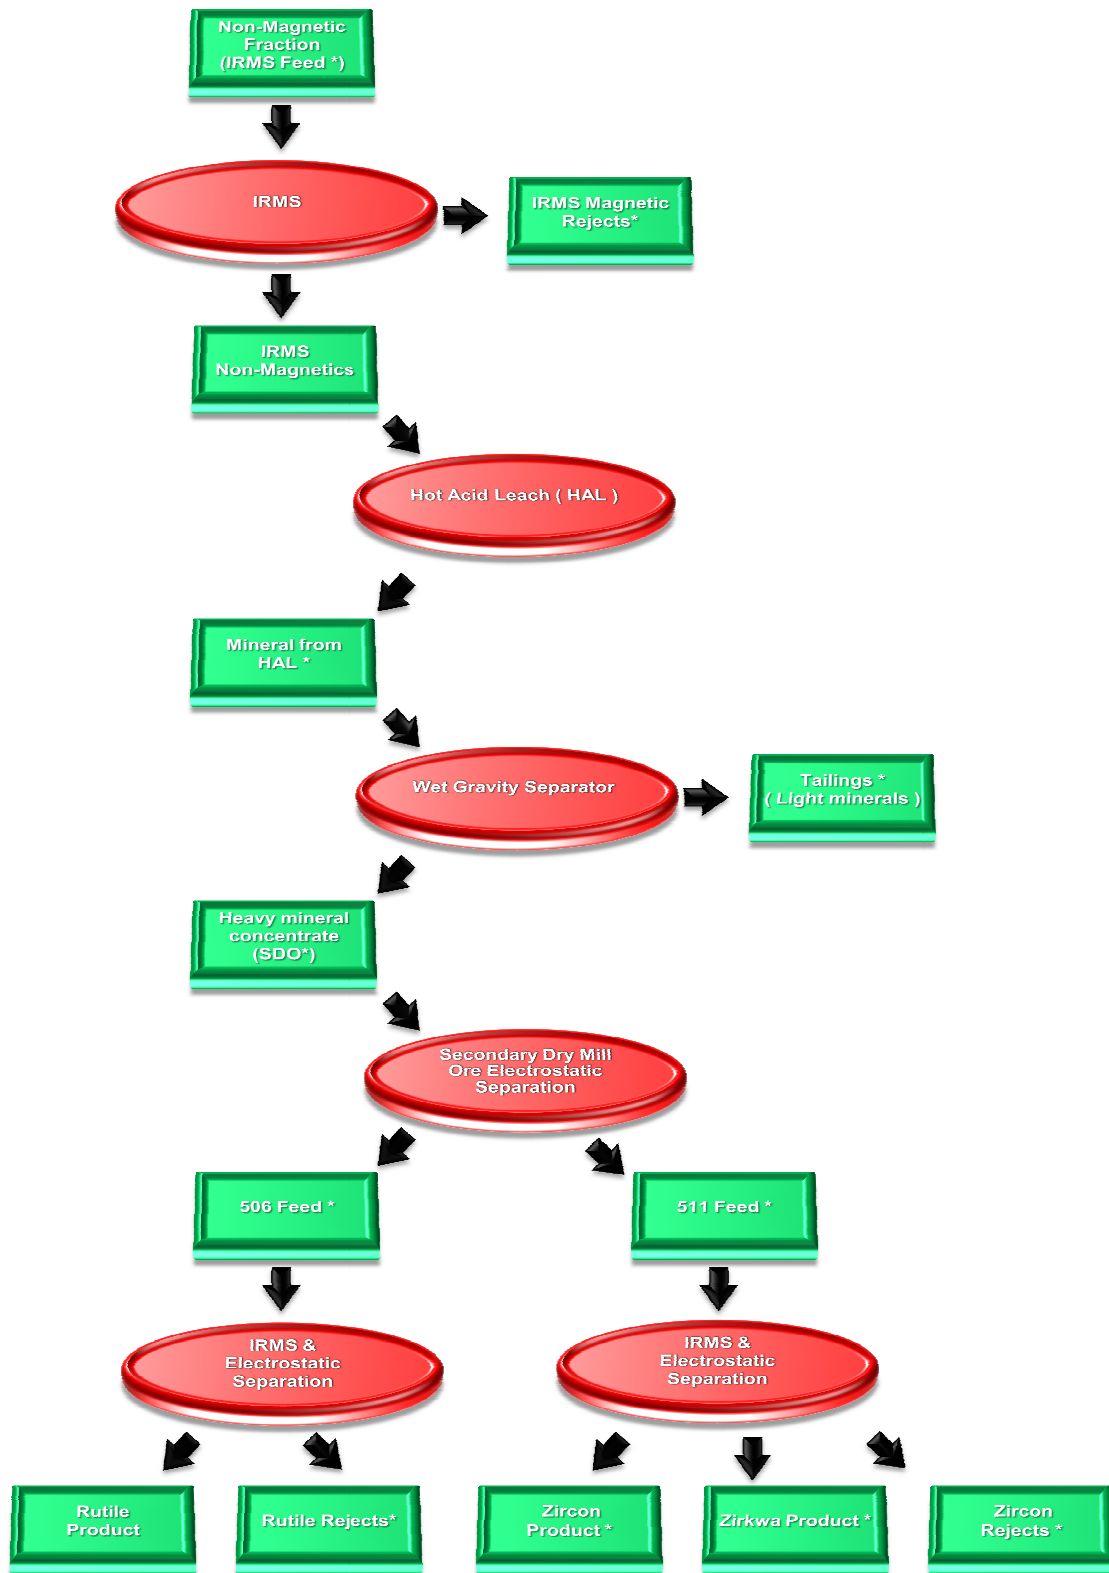 Non-Magnetic
Fraction
(IRMS Feed *)
IRMS
IRMS Magnetic
Rejects*
IRMS
Non-Magnetics
Hot Acid Leach ( HAL )
Mineral from
HAL *
Wet Gravity Separator
Tailings *
( Light minerals )
Heavy mineral
concentrate
(SDO*)
Secondary Dry Mill
Ore Electrostatic
Separation
506 Feed *
511 Feed *
IRMS &
Electrostatic
Separation
IRMS &
Electrostatic
Separation
Rutile
Product
Rutile Rejects*
Zircon
Product *
Zirkwa Product *
Zircon
Rejects *